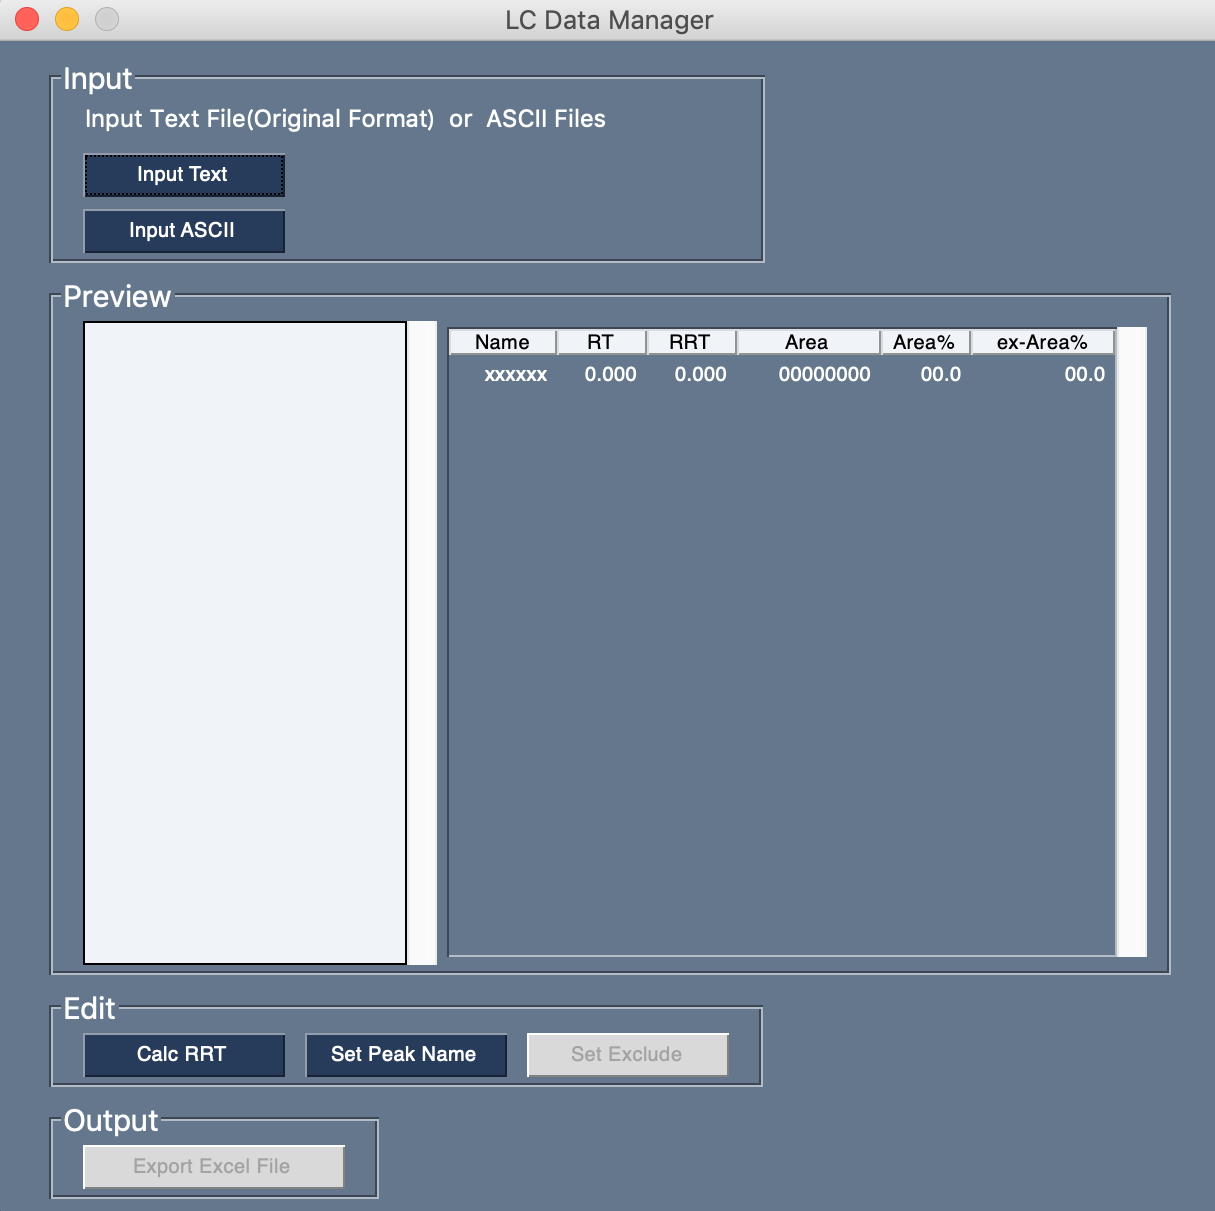 LC Data Manager
Input
Input Text File(Original Format)  or  ASCII Files
Input Text
Input ASCII
Preview
Name RT RRT Area Area% ex-Area%
xxxxxx 0.000 0.000 00000000 00.0 00.0
Edit
Calc RRT Set Peak Name Set Exclude
Output
Export Excel File